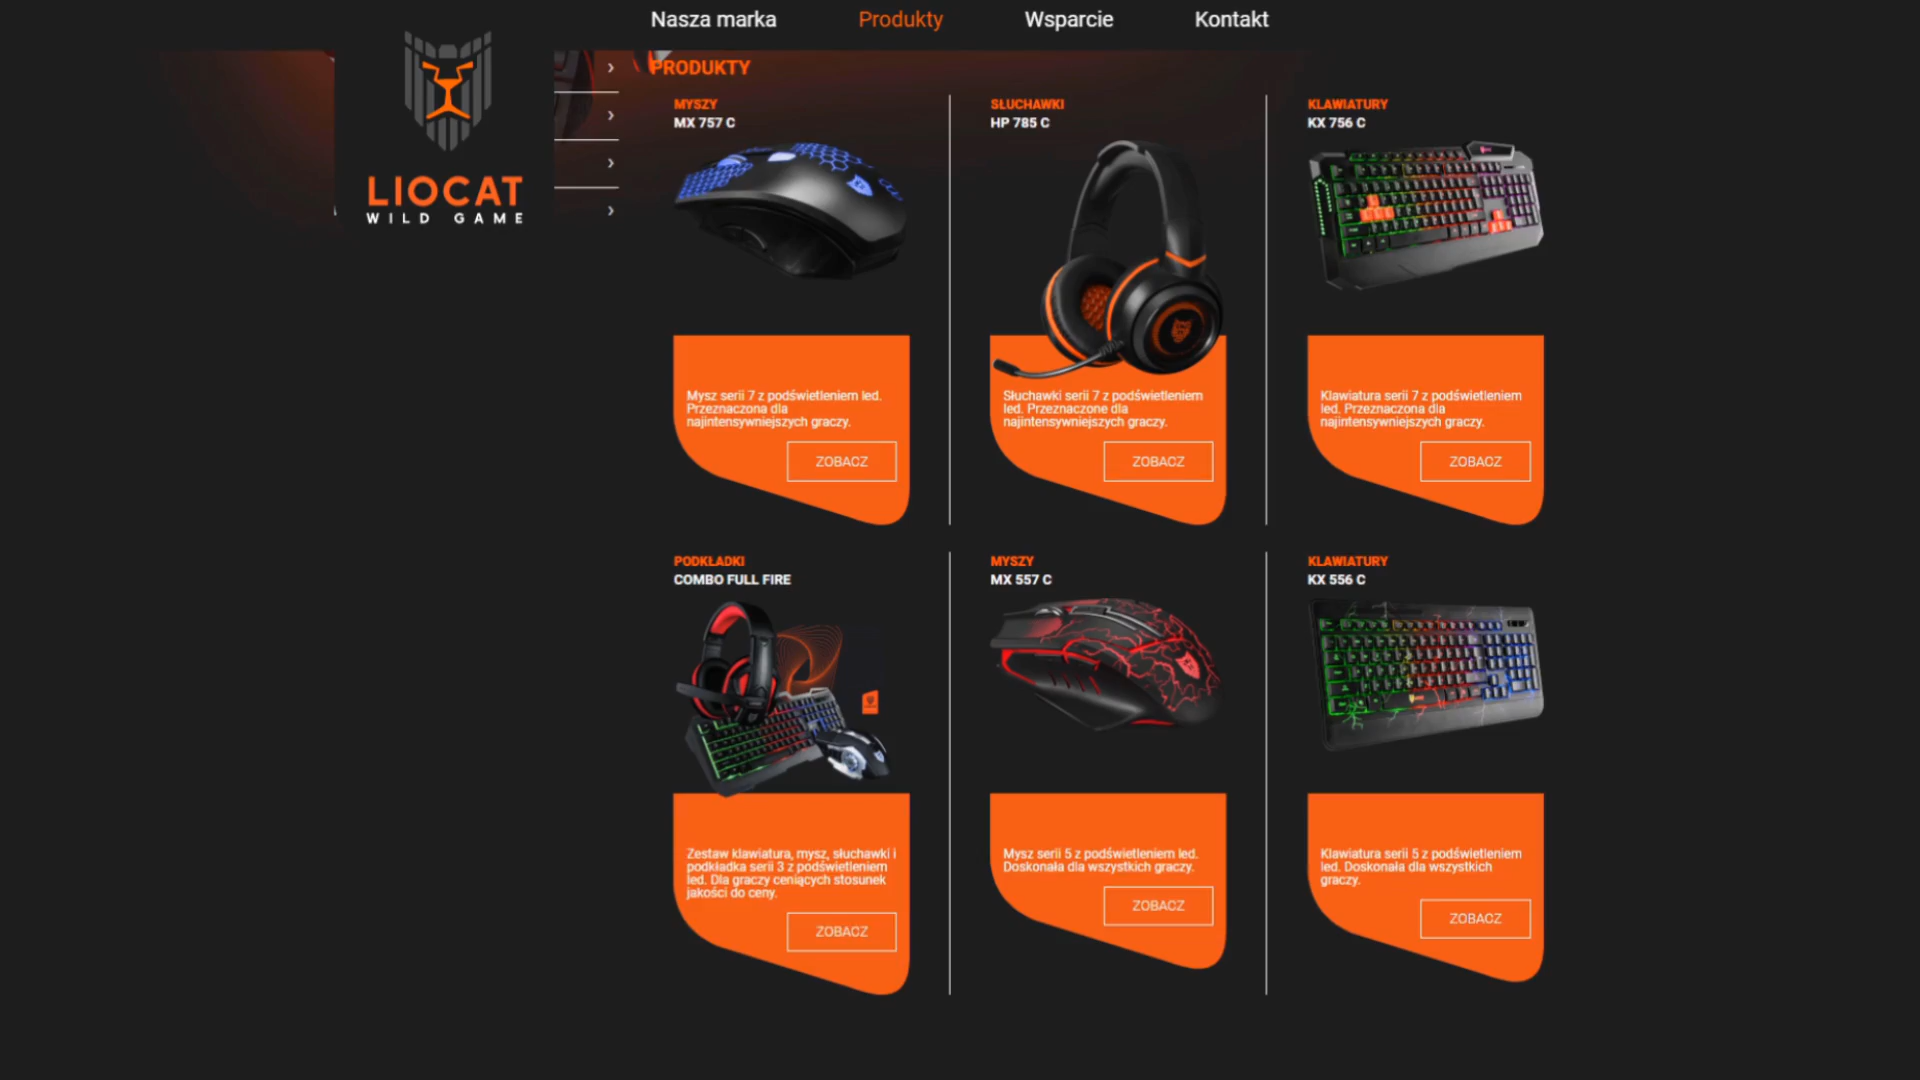 Nasza marka
Produkty
Wsparcie
Kontakt
LIOCAT
WILD GAME
PRODUKTY
MYSZY
MX 757 C
Mysz serii 7 z podświetleniem led.
Przeznaczona dla
najintensywniejszych graczy.
ZOBACZ
SŁUCHAWKI
HP 785 C
Słuchawki serii 7 z podświetleniem
led. Przeznaczone dla
najintensywniejszych graczy.
ZOBACZ
KLAWIATURY
KX 756 C
Klawiatura serii 7 z podświetleniem
led. Przeznaczona dla
najintensywniejszych graczy.
ZOBACZ
PODKŁADKI
COMBO FULL FIRE
Zestaw klawiatura, mysz, słuchawki i
podkładka serii 3 z podświetleniem
led. Dla graczy ceniących stosunek
jakości do ceny.
ZOBACZ
MYSZY
MX 557 C
Mysz serii 5 z podświetleniem led.
Doskonała dla wszystkich graczy.
ZOBACZ
KLAWIATURY
KX 556 C
Klawiatura serii 5 z podświetleniem
led. Doskonała dla wszystkich
graczy.
ZOBACZ